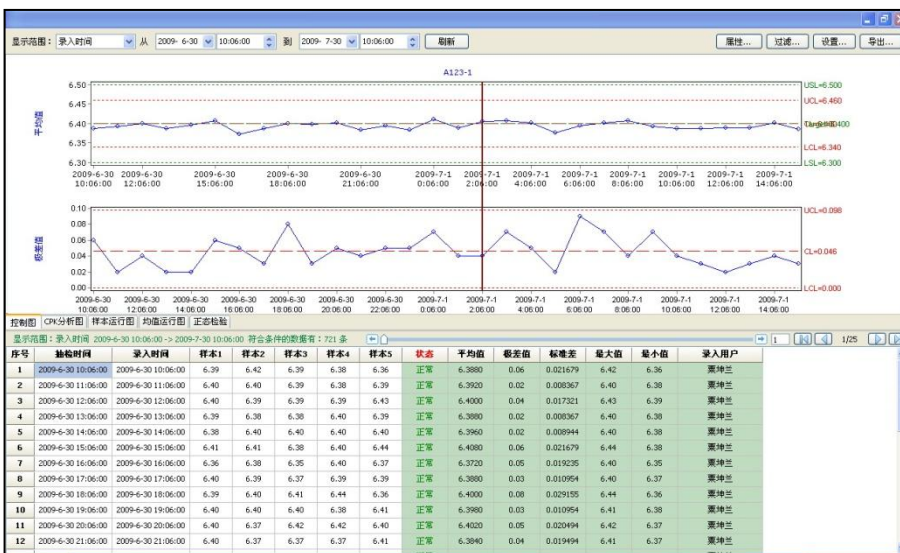 显示范围： 录入时间 从 2009- 6-30 10:06:00 到 2009- 7-30 10:06:00 刷新 属性... 过滤... 设置... 导出...
A123-1
平均值
6.50 USL=6.500
6.45 UCL=6.460
6.40
6.35 LCL=6.340
6.30 LSL=6.300
2009-6-30 2009-6-30 2009-6-30 2009-6-30 2009-6-30 2009-7-1 2009-7-1 2009-7-1 2009-7-1 2009-7-1 2009-7-1 2009-7-1 2009-7-1
10:06:00 12:06:00 15:06:00 18:06:00 21:06:00 0:06:00 2:06:00 4:06:00 6:06:00 8:06:00 10:06:00 12:06:00 14:06:00
极差值
0.10 UCL=0.098
0.08
0.06
0.04 CL=0.046
0.02
0.00 LCL=0.000
2009-6-30 2009-6-30 2009-6-30 2009-6-30 2009-6-30 2009-6-30 2009-6-30 2009-7-1 2009-7-1 2009-7-1 2009-7-1 2009-7-1 2009-7-1 2009-7-1 2009-7-1
10:06:00 12:06:00 14:06:00 16:06:00 18:06:00 20:06:00 22:06:00 0:06:00 2:06:00 4:06:00 6:06:00 8:06:00 10:06:00 12:06:00 14:06:00
控制图 CPK分析图 样本运行图 均值运行图 正态检验
显示范围：录入时间 2009-6-30 10:06:00 -> 2009-7-30 10:06:00 符合条件的数据有：721 条 1 1/25
序号 抽检时间 录入时间 样本1 样本2 样本3 样本4 样本5 状态 平均值 极差值 标准差 最大值 最小值 录入用户
1 2009-6-30 10:06:00 2009-6-30 10:06:00 6.39 6.42 6.39 6.38 6.36 正常 6.3880 0.06 0.021679 6.42 6.36 栗坤兰
2 2009-6-30 11:06:00 2009-6-30 11:06:00 6.40 6.40 6.39 6.38 6.39 正常 6.3920 0.02 0.008367 6.40 6.38 栗坤兰
3 2009-6-30 12:06:00 2009-6-30 12:06:00 6.40 6.39 6.39 6.39 6.43 正常 6.4000 0.04 0.017321 6.43 6.39 栗坤兰
4 2009-6-30 13:06:00 2009-6-30 13:06:00 6.39 6.38 6.38 6.40 6.39 正常 6.3880 0.02 0.008367 6.40 6.38 栗坤兰
5 2009-6-30 14:06:00 2009-6-30 14:06:00 6.38 6.40 6.40 6.40 6.40 正常 6.3960 0.02 0.008944 6.40 6.38 栗坤兰
6 2009-6-30 15:06:00 2009-6-30 15:06:00 6.41 6.41 6.38 6.40 6.44 正常 6.4080 0.06 0.021679 6.44 6.38 栗坤兰
7 2009-6-30 16:06:00 2009-6-30 16:06:00 6.36 6.38 6.35 6.40 6.37 正常 6.3720 0.05 0.019235 6.40 6.35 栗坤兰
8 2009-6-30 17:06:00 2009-6-30 17:06:00 6.40 6.39 6.37 6.39 6.39 正常 6.3880 0.03 0.010954 6.40 6.37 栗坤兰
9 2009-6-30 18:06:00 2009-6-30 18:06:00 6.39 6.40 6.41 6.44 6.36 正常 6.4000 0.08 0.029155 6.44 6.36 栗坤兰
10 2009-6-30 19:06:00 2009-6-30 19:06:00 6.40 6.40 6.40 6.38 6.41 正常 6.3980 0.03 0.010954 6.41 6.38 栗坤兰
11 2009-6-30 20:06:00 2009-6-30 20:06:00 6.40 6.37 6.42 6.42 6.40 正常 6.4020 0.05 0.020494 6.42 6.37 栗坤兰
12 2009-6-30 21:06:00 2009-6-30 21:06:00 6.40 6.37 6.37 6.37 6.41 正常 6.3840 0.04 0.019494 6.41 6.37 栗坤兰